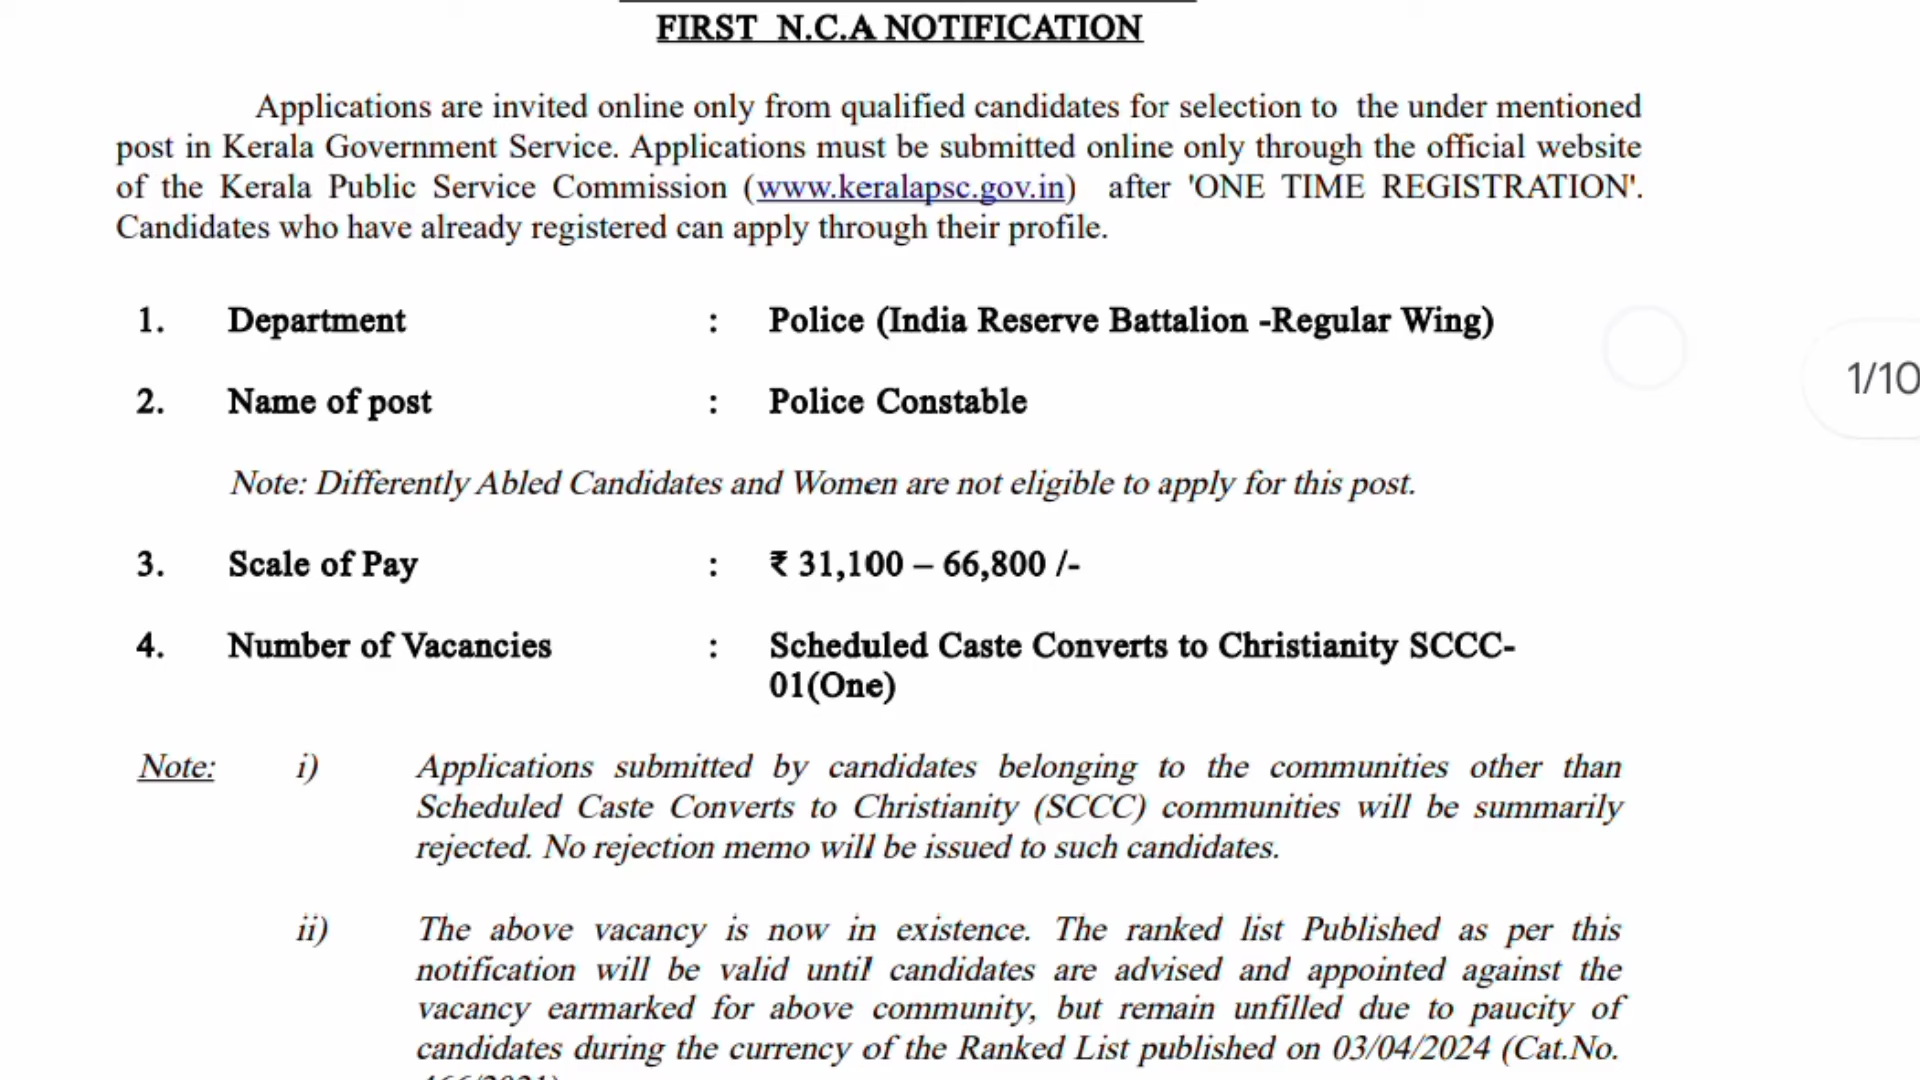 FIRST N.C.A NOTIFICATION
Applications are invited online only from qualified candidates for selection to the under mentioned
post in Kerala Government Service. Applications must be submitted online only through the official website
of the Kerala Public Service Commission (www.keralapsc.gov.in) after 'ONE TIME REGISTRATION'.
Candidates who have already registered can apply through their profile.
1. Department : Police (India Reserve Battalion -Regular Wing)
1/10
2. Name of post : Police Constable
Note: Differently Abled Candidates and Women are not eligible to apply for this post.
3. Scale of Pay : ₹ 31,100 – 66,800 /-
4. Number of Vacancies : Scheduled Caste Converts to Christianity SCCC-
01(One)
Note: i) Applications submitted by candidates belonging to the communities other than
Scheduled Caste Converts to Christianity (SCCC) communities will be summarily
rejected. No rejection memo will be issued to such candidates.
ii) The above vacancy is now in existence. The ranked list Published as per this
notification will be valid until candidates are advised and appointed against the
vacancy earmarked for above community, but remain unfilled due to paucity of
candidates during the currency of the Ranked List published on 03/04/2024 (Cat.No.